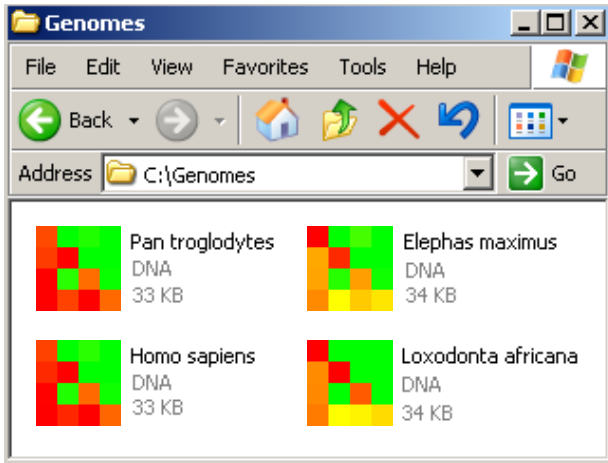 Genomes
File Edit View Favorites Tools Help
Back
Address C:\Genomes Go
Pan troglodytes
DNA
33 KB
Elephas maximus
DNA
34 KB
Homo sapiens
DNA
33 KB
Loxodonta africana
DNA
34 KB